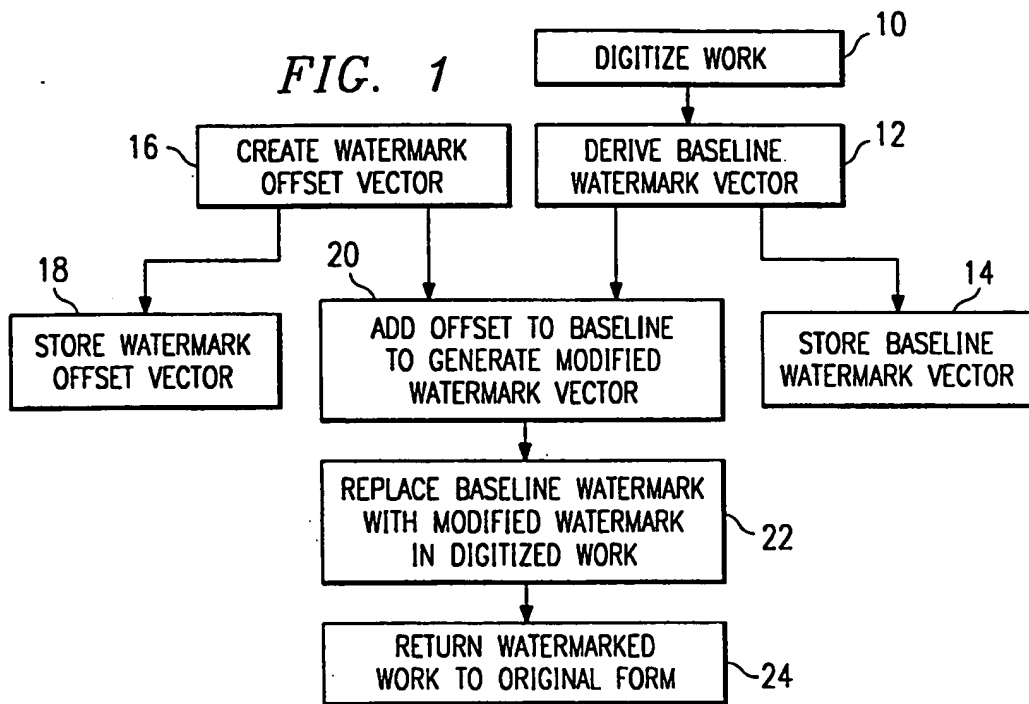 FIG. 1
10
DIGITIZE WORK
16
CREATE WATERMARK
OFFSET VECTOR
DERIVE BASELINE
WATERMARK VECTOR
12
18
STORE WATERMARK
OFFSET VECTOR
20
ADD OFFSET TO BASELINE
TO GENERATE MODIFIED
WATERMARK VECTOR
14
STORE BASELINE
WATERMARK VECTOR
REPLACE BASELINE WATERMARK
WITH MODIFIED WATERMARK
IN DIGITIZED WORK
22
RETURN WATERMARKED
WORK TO ORIGINAL FORM
24